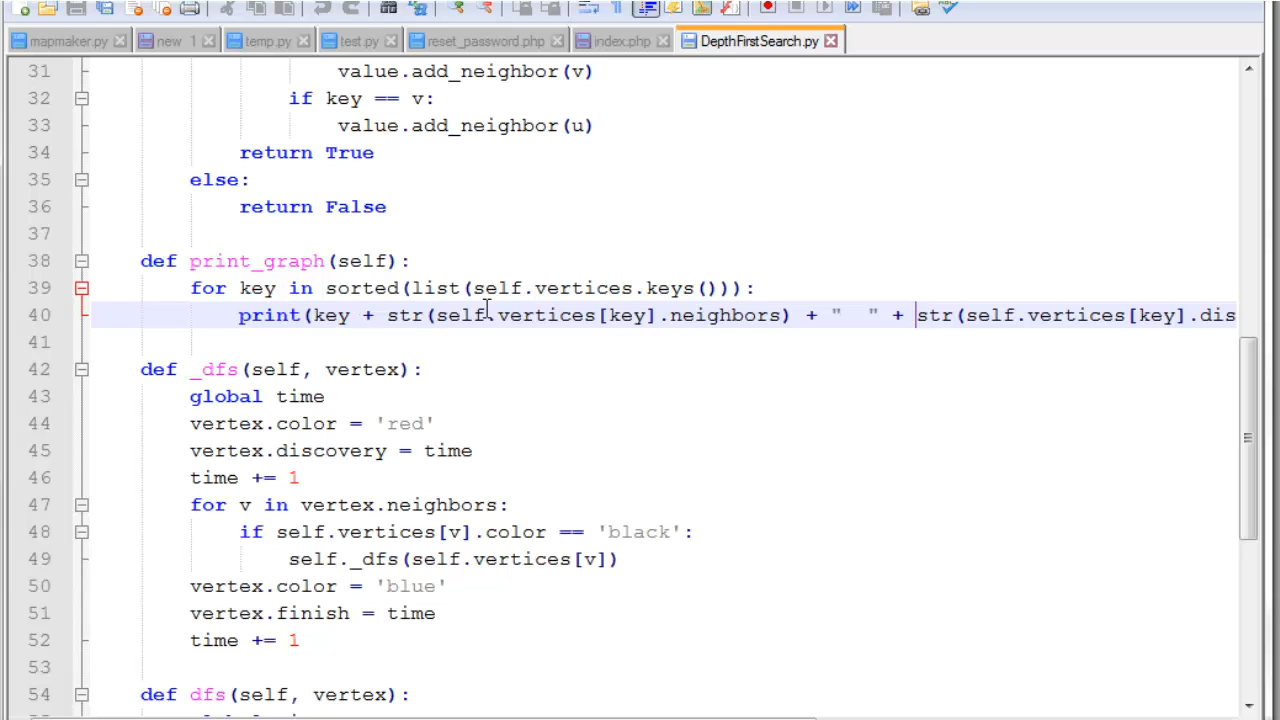 mapmaker.py new 1 temp.py test.py reset_password.php index.php DepthFirstSearch.py
31 value.add_neighbor(v)
32 if key == v:
33 value.add_neighbor(u)
34 return True
35 else:
36 return False
37
38 def print_graph(self):
39 for key in sorted(list(self.vertices.keys())):
40 print(key + str(self.vertices[key].neighbors) + "  " + str(self.vertices[key].dis
41
42 def _dfs(self, vertex):
43 global time
44 vertex.color = 'red'
45 vertex.discovery = time
46 time += 1
47 for v in vertex.neighbors:
48 if self.vertices[v].color == 'black':
49 self._dfs(self.vertices[v])
50 vertex.color = 'blue'
51 vertex.finish = time
52 time += 1
53
54 def dfs(self, vertex):